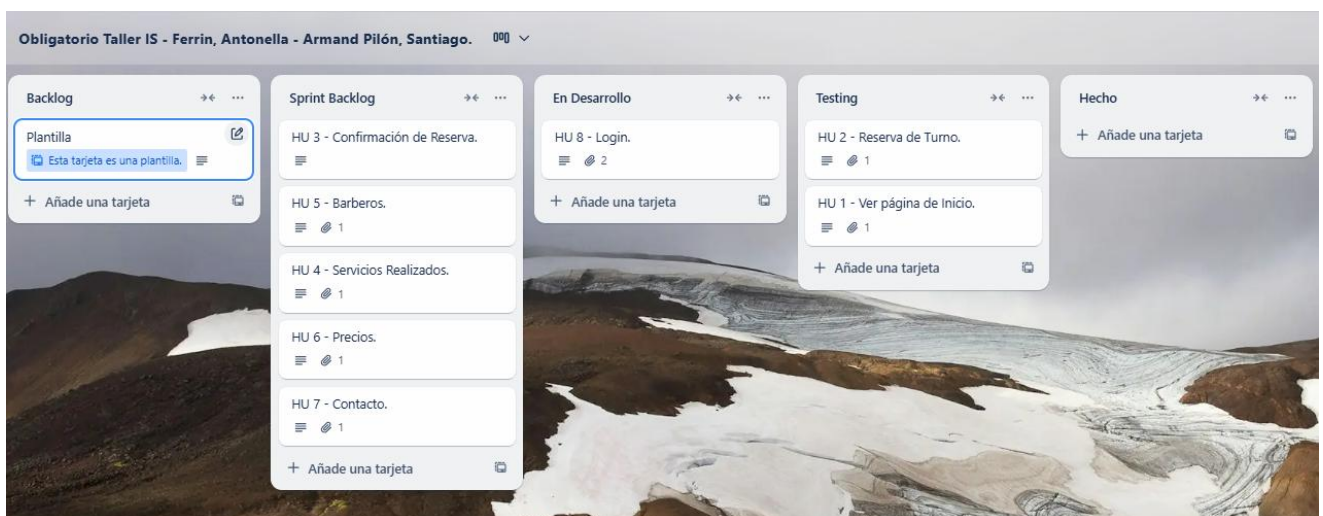 Obligatorio Taller IS - Ferrin, Antonella - Armand Pilón, Santiago.
Backlog
Plantilla
Esta tarjeta es una plantilla.
Añade una tarjeta
Sprint Backlog
HU 3 - Confirmación de Reserva.
HU 5 - Barberos.
1
HU 4 - Servicios Realizados.
1
HU 6 - Precios.
1
HU 7 - Contacto.
1
Añade una tarjeta
En Desarrollo
HU 8 - Login.
2
Añade una tarjeta
Testing
HU 2 - Reserva de Turno.
1
HU 1 - Ver página de Inicio.
1
Añade una tarjeta
Hecho
Añade una tarjeta